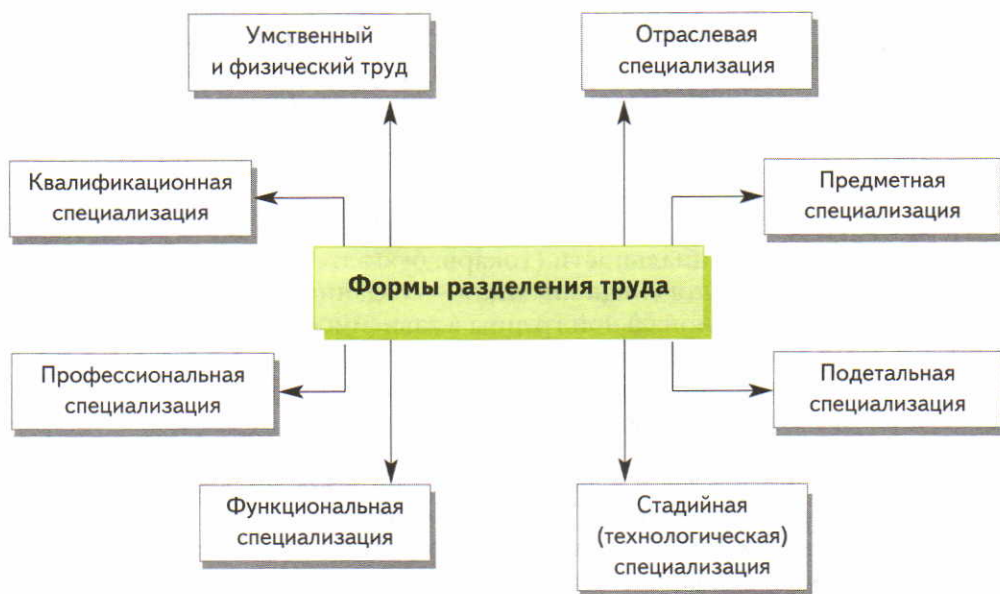 Умственный
и физический труд
Отраслевая
специализация
Квалификационная
специализация
Предметная
специализация
Формы разделения труда
Профессиональная
специализация
Подетальная
специализация
Функциональная
специализация
Стадийная
(технологическая)
специализация